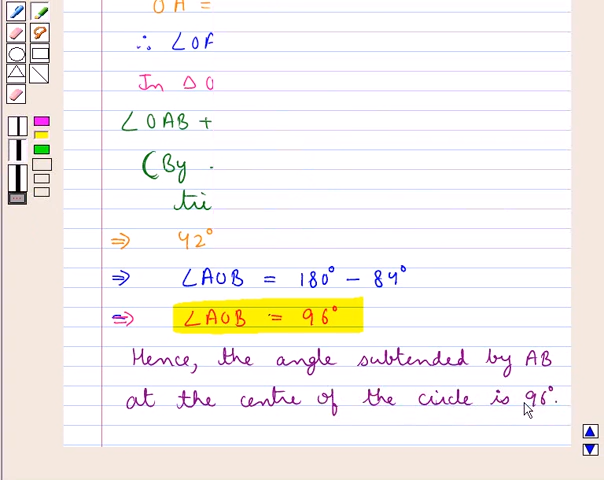 OA =
∴ ∠OA
In Δ O
∠OAB +
(By
tri
⇒ 42°
⇒ ∠AOB = 180° - 84°
⇒ ∠AOB = 96°
Hence, the angle subtended by AB
at the centre of the circle is 96°.